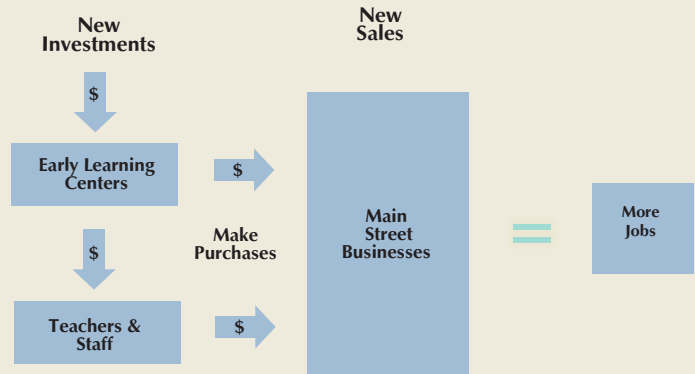 New
Investments
New
Sales
$
Early Learning
Centers
$
Main
Street
Businesses
More
Jobs
Make
Purchases
$
Teachers &
Staff
$